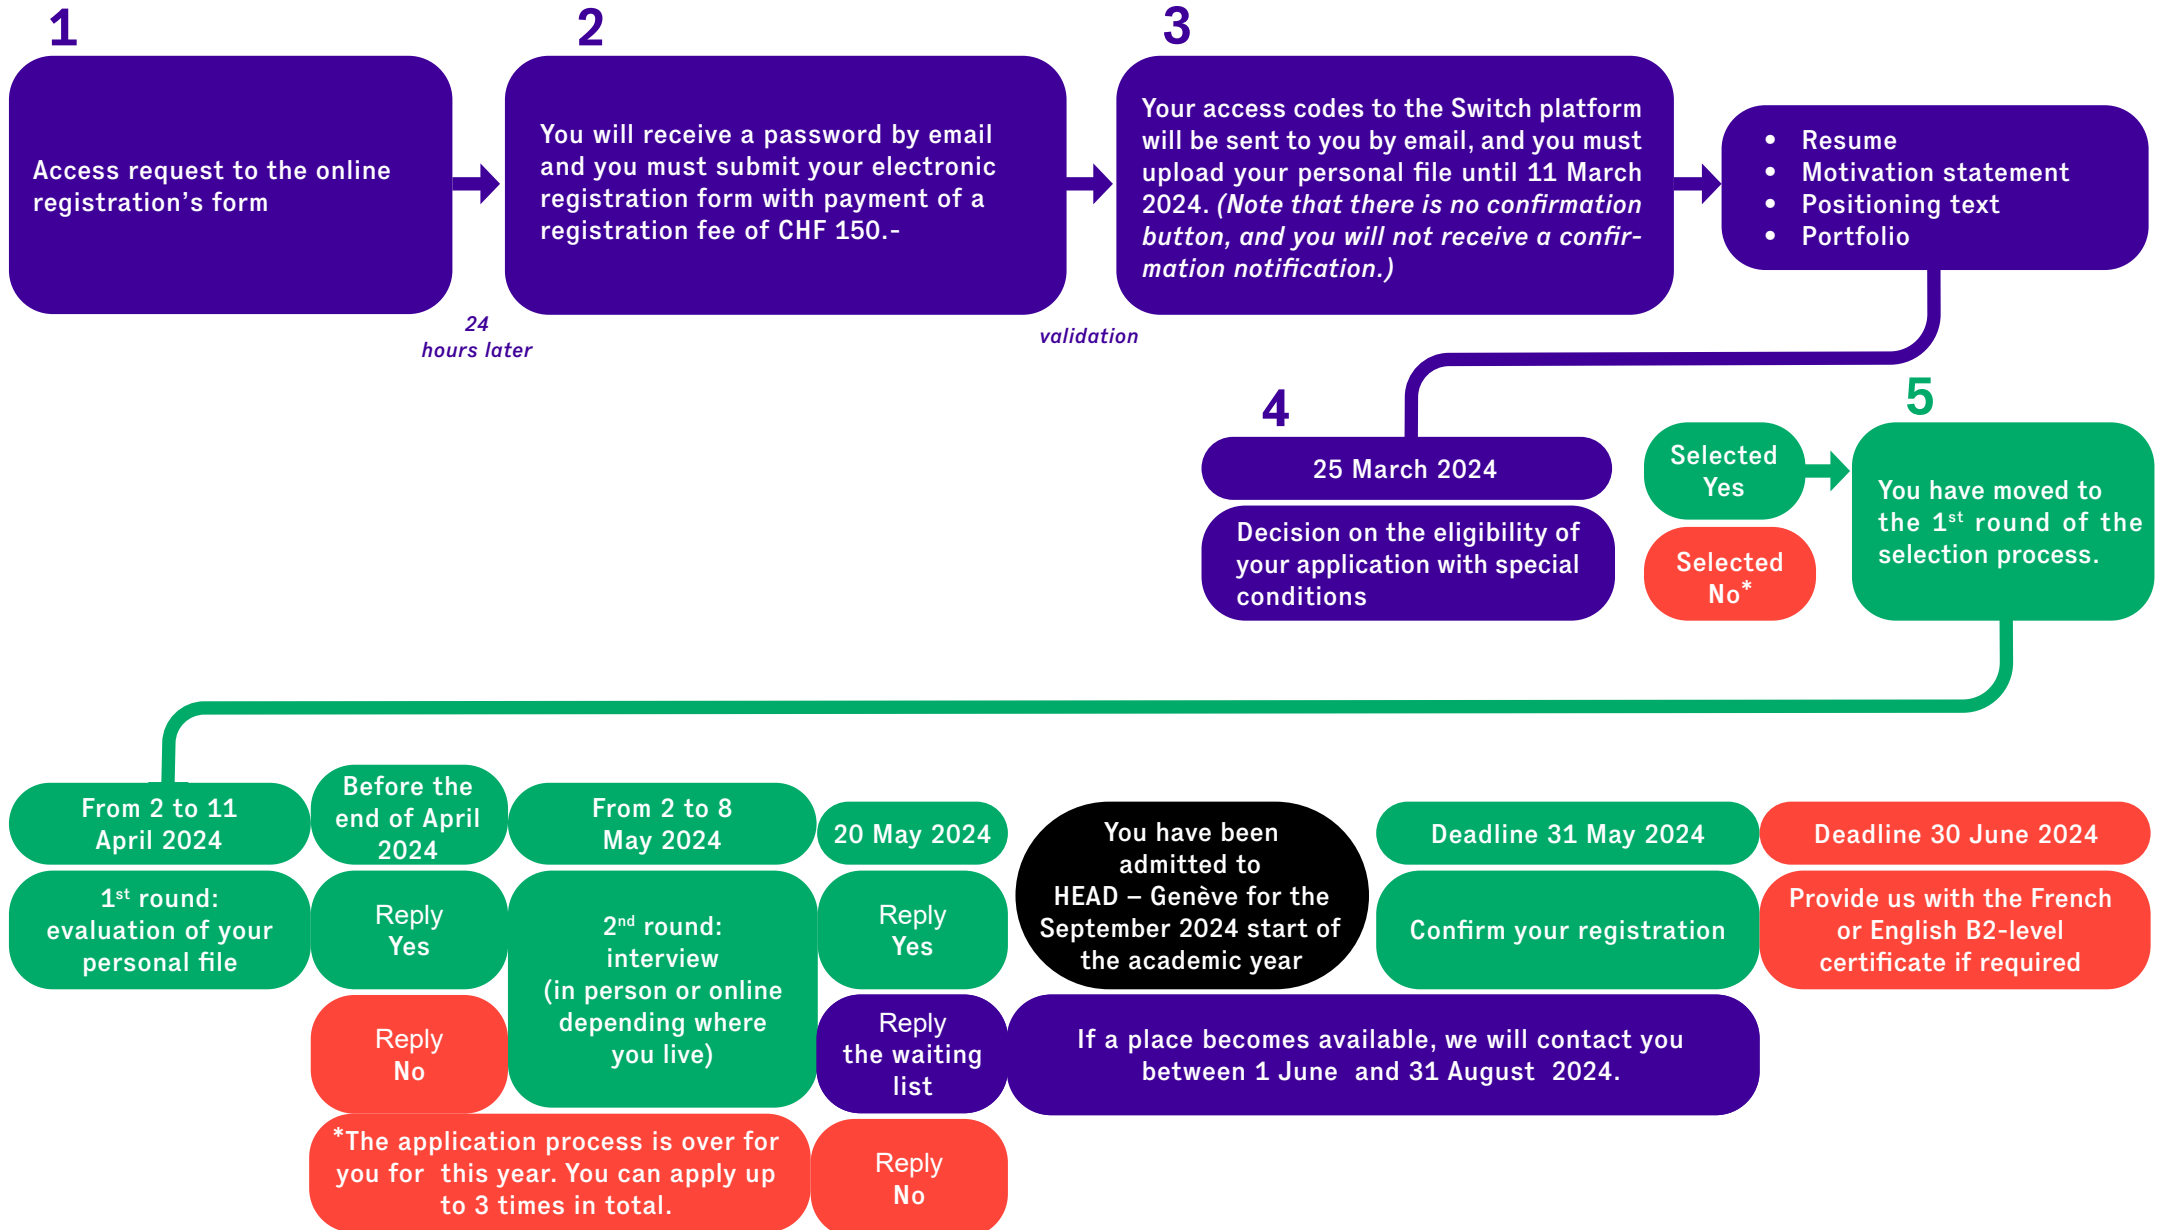 1
Access request to the online
registration’s form
24
hours later
2
You will receive a password by email
and you must submit your electronic
registration form with payment of a
registration fee of CHF 150.-
validation
3
Your access codes to the Switch platform
will be sent to you by email, and you must
upload your personal file until 11 March
2024. (Note that there is no confirmation
button, and you will not receive a confir-
mation notification.)
• Resume
• Motivation statement
• Positioning text
• Portfolio
4
25 March 2024
Decision on the eligibility of
your application with special
conditions
Selected
Yes
Selected
No*
5
You have moved to
the 1st round of the
selection process.
From 2 to 11
April 2024
1st round:
evaluation of your
personal file
Before the
end of April
2024
Reply
Yes
Reply
No
From 2 to 8
May 2024
2nd round:
interview
(in person or online
depending where
you live)
*The application process is over for
you for this year. You can apply up
to 3 times in total.
20 May 2024
Reply
Yes
Reply
the waiting
list
Reply
No
You have been
admitted to
HEAD – Genève for the
September 2024 start of
the academic year
If a place becomes available, we will contact you
between 1 June and 31 August 2024.
Deadline 31 May 2024
Confirm your registration
Deadline 30 June 2024
Provide us with the French
or English B2-level
certificate if required